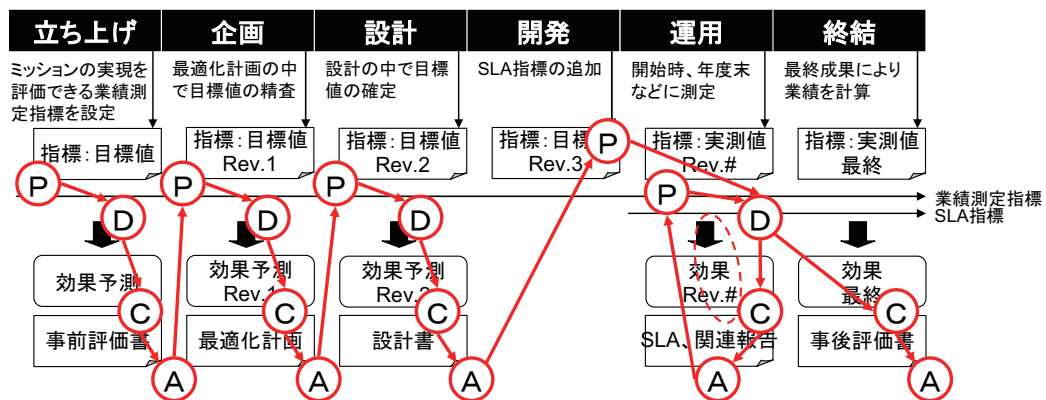 立ち上げ
企画
設計
開発
運用
終結
ミッションの実現を
評価できる業績測
定指標を設定
最適化計画の中
で目標値の精査
設計の中で目標
値の確定
SLA指標の追加
開始時、年度末
などに測定
最終成果により
業績を計算
指標：目標値
指標：目標値
Rev.1
指標：目標値
Rev.2
指標：目標
Rev.3
指標：実測値
Rev.#
指標：実測値
最終
P
P
P
P
P
D
D
D
D
業績測定指標
SLA指標
効果予測
効果予測
Rev.1
効果予測
Rev.2
効果
Rev.#
効果
最終
C
C
C
C
C
事前評価書
最適化計画
設計書
SLA、関連報告
事後評価書
A
A
A
A
A